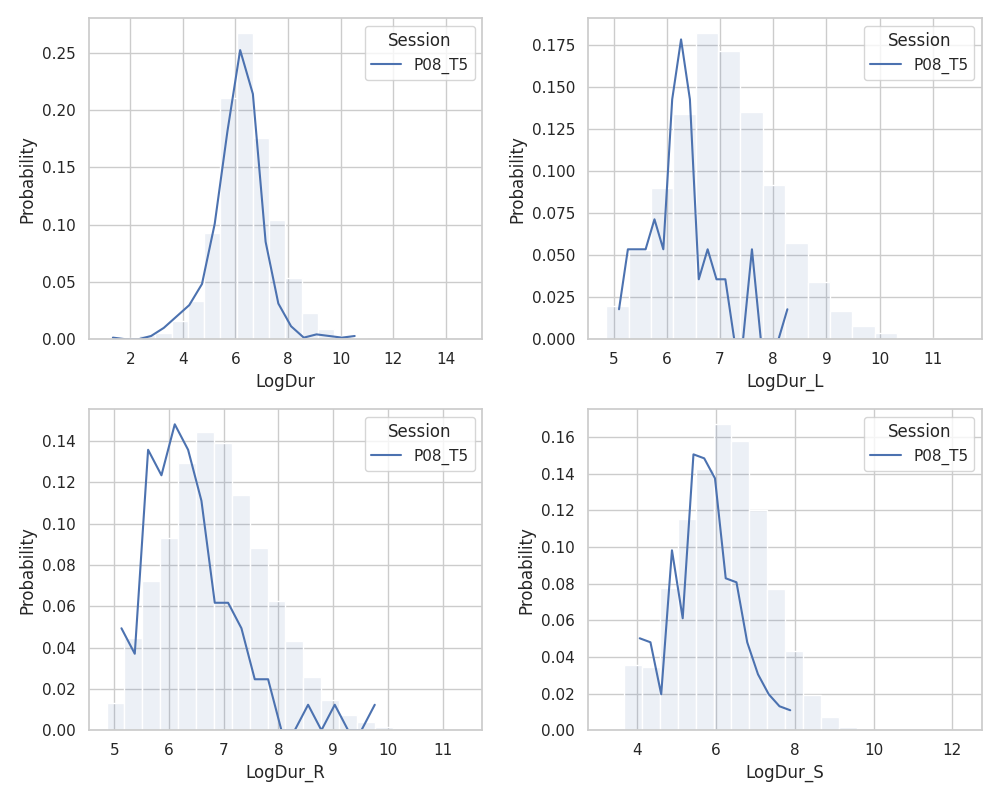 Session
P08_T5
Probability
0.25
0.20
0.15
0.10
0.05
0.00
2 4 6 8 10 12 14
LogDur
Session
P08_T5
Probability
0.175
0.150
0.125
0.100
0.075
0.050
0.025
0.000
5 6 7 8 9 10 11
LogDur_L
Session
P08_T5
Probability
0.14
0.12
0.10
0.08
0.06
0.04
0.02
0.00
5 6 7 8 9 10 11
LogDur_R
Session
P08_T5
Probability
0.16
0.14
0.12
0.10
0.08
0.06
0.04
0.02
0.00
4 6 8 10 12
LogDur_S